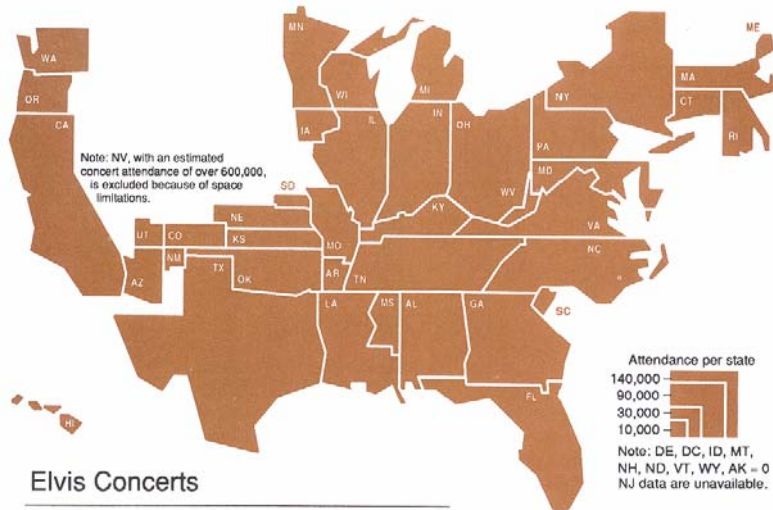 MN
ME
WA
MA
WI
MI
NY
OR
CT
CA
IA
IL
IN
OH
PA
RI
Note: NV, with an estimated
concert attendance of over 600,000,
is excluded because of space
limitations.
MD
SD
WV
NE
KY
VA
UT
CO
KS
MO
NC
NM
TX
AR
AZ
OK
TN
LA
MS
AL
GA
SC
Attendance per state
140,000
90,000
30,000
10,000
FL
HI
Note: DE, DC, ID, MT,
NH, ND, VT, WY, AK = 0
NJ data are unavailable.
Elvis Concerts